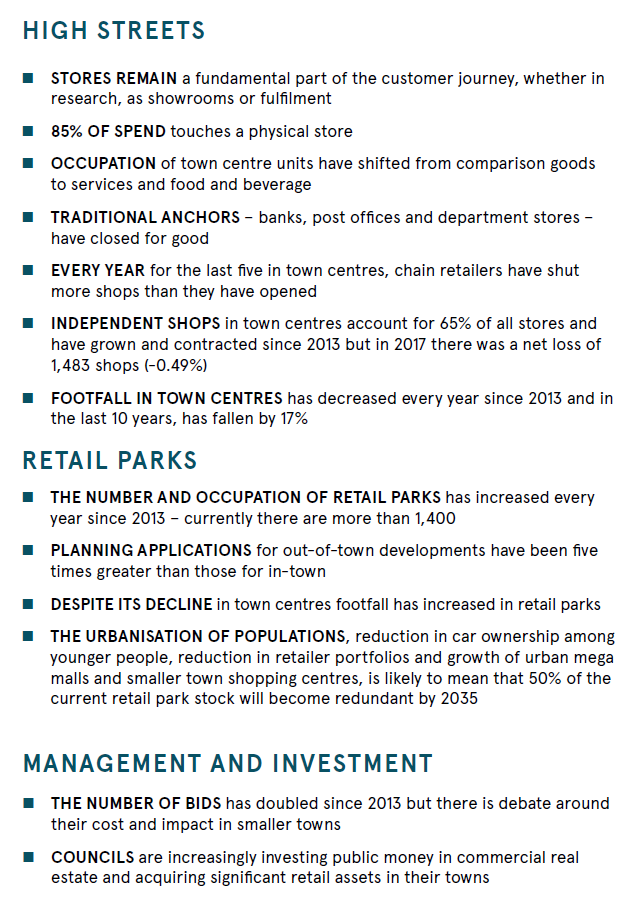 HIGH STREETS
■ STORES REMAIN a fundamental part of the customer journey, whether in
research, as showrooms or fulfilment
■ 85% OF SPEND touches a physical store
■ OCCUPATION of town centre units have shifted from comparison goods
to services and food and beverage
■ TRADITIONAL ANCHORS – banks, post offices and department stores –
have closed for good
■ EVERY YEAR for the last five in town centres, chain retailers have shut
more shops than they have opened
■ INDEPENDENT SHOPS in town centres account for 65% of all stores and
have grown and contracted since 2013 but in 2017 there was a net loss of
1,483 shops (-0.49%)
■ FOOTFALL IN TOWN CENTRES has decreased every year since 2013 and in
the last 10 years, has fallen by 17%
RETAIL PARKS
■ THE NUMBER AND OCCUPATION OF RETAIL PARKS has increased every
year since 2013 – currently there are more than 1,400
■ PLANNING APPLICATIONS for out-of-town developments have been five
times greater than those for in-town
■ DESPITE ITS DECLINE in town centres footfall has increased in retail parks
■ THE URBANISATION OF POPULATIONS, reduction in car ownership among
younger people, reduction in retailer portfolios and growth of urban mega
malls and smaller town shopping centres, is likely to mean that 50% of the
current retail park stock will become redundant by 2035
MANAGEMENT AND INVESTMENT
■ THE NUMBER OF BIDS has doubled since 2013 but there is debate around
their cost and impact in smaller towns
■ COUNCILS are increasingly investing public money in commercial real
estate and acquiring significant retail assets in their towns